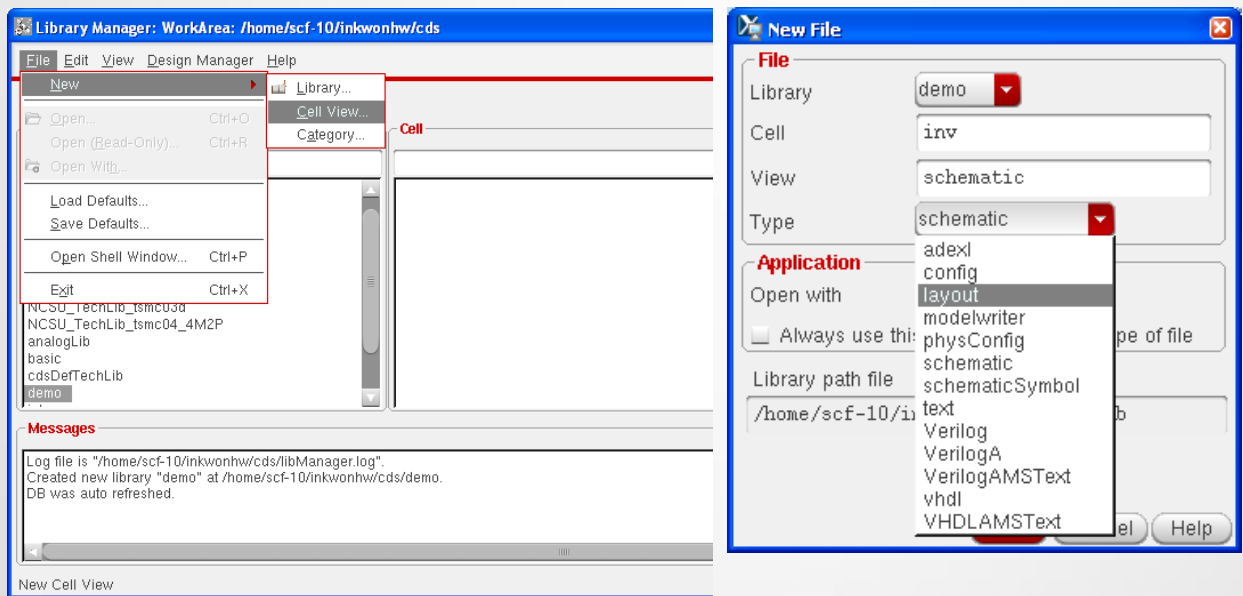 Library Manager: WorkArea: /home/scf-10/inkwonhw/cds
File Edit View Design Manager Help
New
Open... Ctrl+O
Open (Read-Only)... Ctrl+R
Open With...
Load Defaults...
Save Defaults...
Open Shell Window... Ctrl+P
Exit Ctrl+X
Library...
Cell View...
Category...
Cell
NCSU_TechLib_tsmc03d
NCSU_TechLib_tsmc04_4M2P
analogLib
basic
cdsDefTechLib
demo
Messages
Log file is "/home/scf-10/inkwonhw/cds/libManager.log".
Created new library "demo" at /home/scf-10/inkwonhw/cds/demo.
DB was auto refreshed.
New Cell View
New File
File
Library demo
Cell inv
View schematic
Type schematic
adexl
config
layout
modelwriter
physConfig
schematic
schematicSymbol
text
Verilog
VerilogA
VerilogAMSText
vhdl
VHDLAMSText
Application
Open with
Always use this pe of file
Library path file
/home/scf-10/in b
el Help